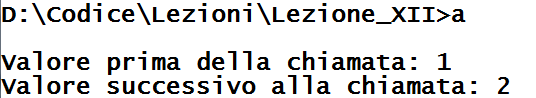 D:\Codice\Lezioni\Lezione_XII>a
Valore prima della chiamata: 1
Valore successivo alla chiamata: 2